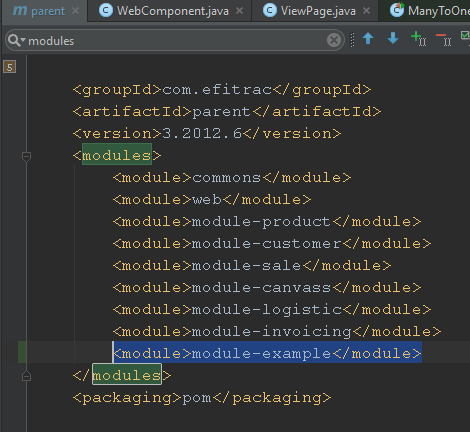 m parent
WebComponent.java
ViewPage.java
ManyToOne
modules
S
<groupId>com.efitrac</groupId>
<artifactId>parent</artifactId>
<version>3.2012.6</version>
<modules>
<module>commons</module>
<module>web</module>
<module>module-product</module>
<module>module-customer</module>
<module>module-sale</module>
<module>module-canvass</module>
<module>module-logistic</module>
<module>module-invoicing</module>
<module>module-example</module>
</modules>
<packaging>pom</packaging>